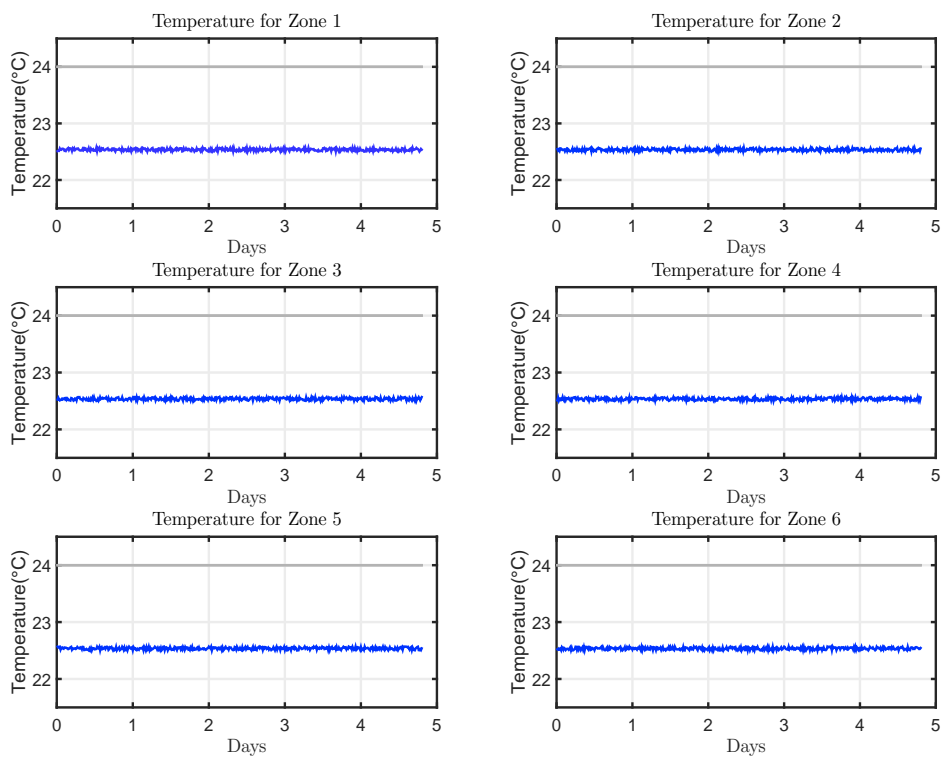 Temperature for Zone 1
Temperature(°C)
24
23
22
0 1 2 3 4 5
Days
Temperature for Zone 2
Temperature(°C)
24
23
22
0 1 2 3 4 5
Days
Temperature for Zone 3
Temperature(°C)
24
23
22
0 1 2 3 4 5
Days
Temperature for Zone 4
Temperature(°C)
24
23
22
0 1 2 3 4 5
Days
Temperature for Zone 5
Temperature(°C)
24
23
22
0 1 2 3 4 5
Days
Temperature for Zone 6
Temperature(°C)
24
23
22
0 1 2 3 4 5
Days